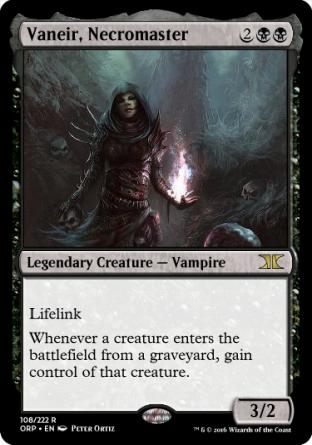 Vaneir, Necromaster 2
Legendary Creature — Vampire
Lifelink
Whenever a creature enters the
battlefield from a graveyard, gain
control of that creature.
108/222 R
ORP • EN Peter Ortiz
™ & © 2016 Wizards of the Coast
3/2